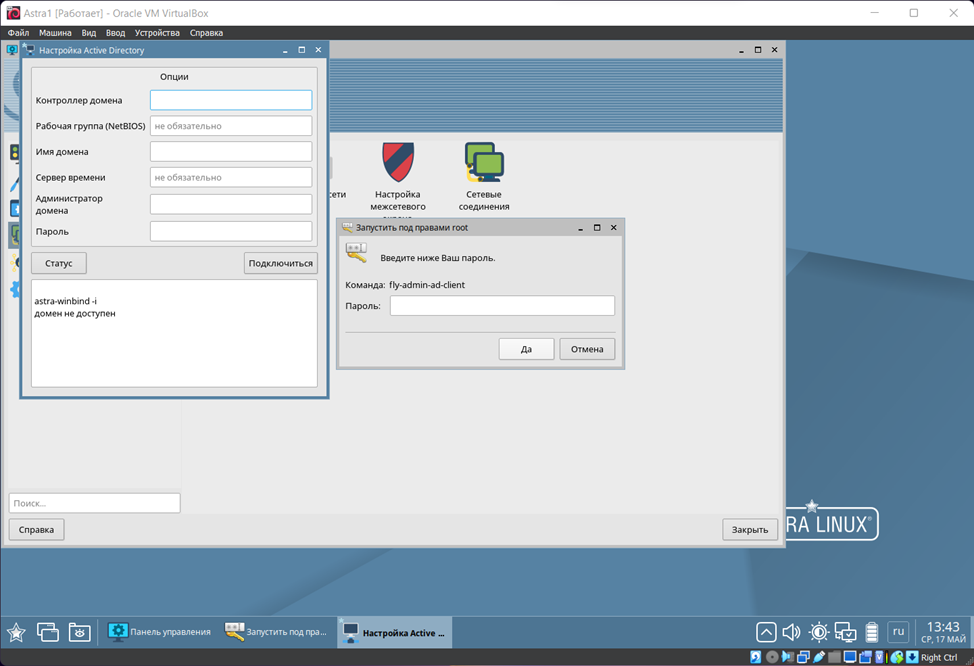 Astra1 [Работает] - Oracle VM VirtualBox
Файл Машина Вид Ввод Устройства Справка
Настройка Active Directory
Опции
Контроллер домена
Рабочая группа (NetBIOS) не обязательно
Имя домена
Сервер времени не обязательно
Администратор
домена
Пароль
Статус Подключиться
astra-winbind -i
домен не доступен
сети
Настройка
межсетевого
Сетевые
соединения
Запустить под правами root
Введите ниже Ваш пароль.
Команда: fly-admin-ad-client
Пароль:
Да Отмена
Поиск...
Справка Закрыть
RA LINUX®
Панель управления Запустить под пра... Настройка Active ...
ru 13:43
СР, 17 МАЙ
Right Ctrl